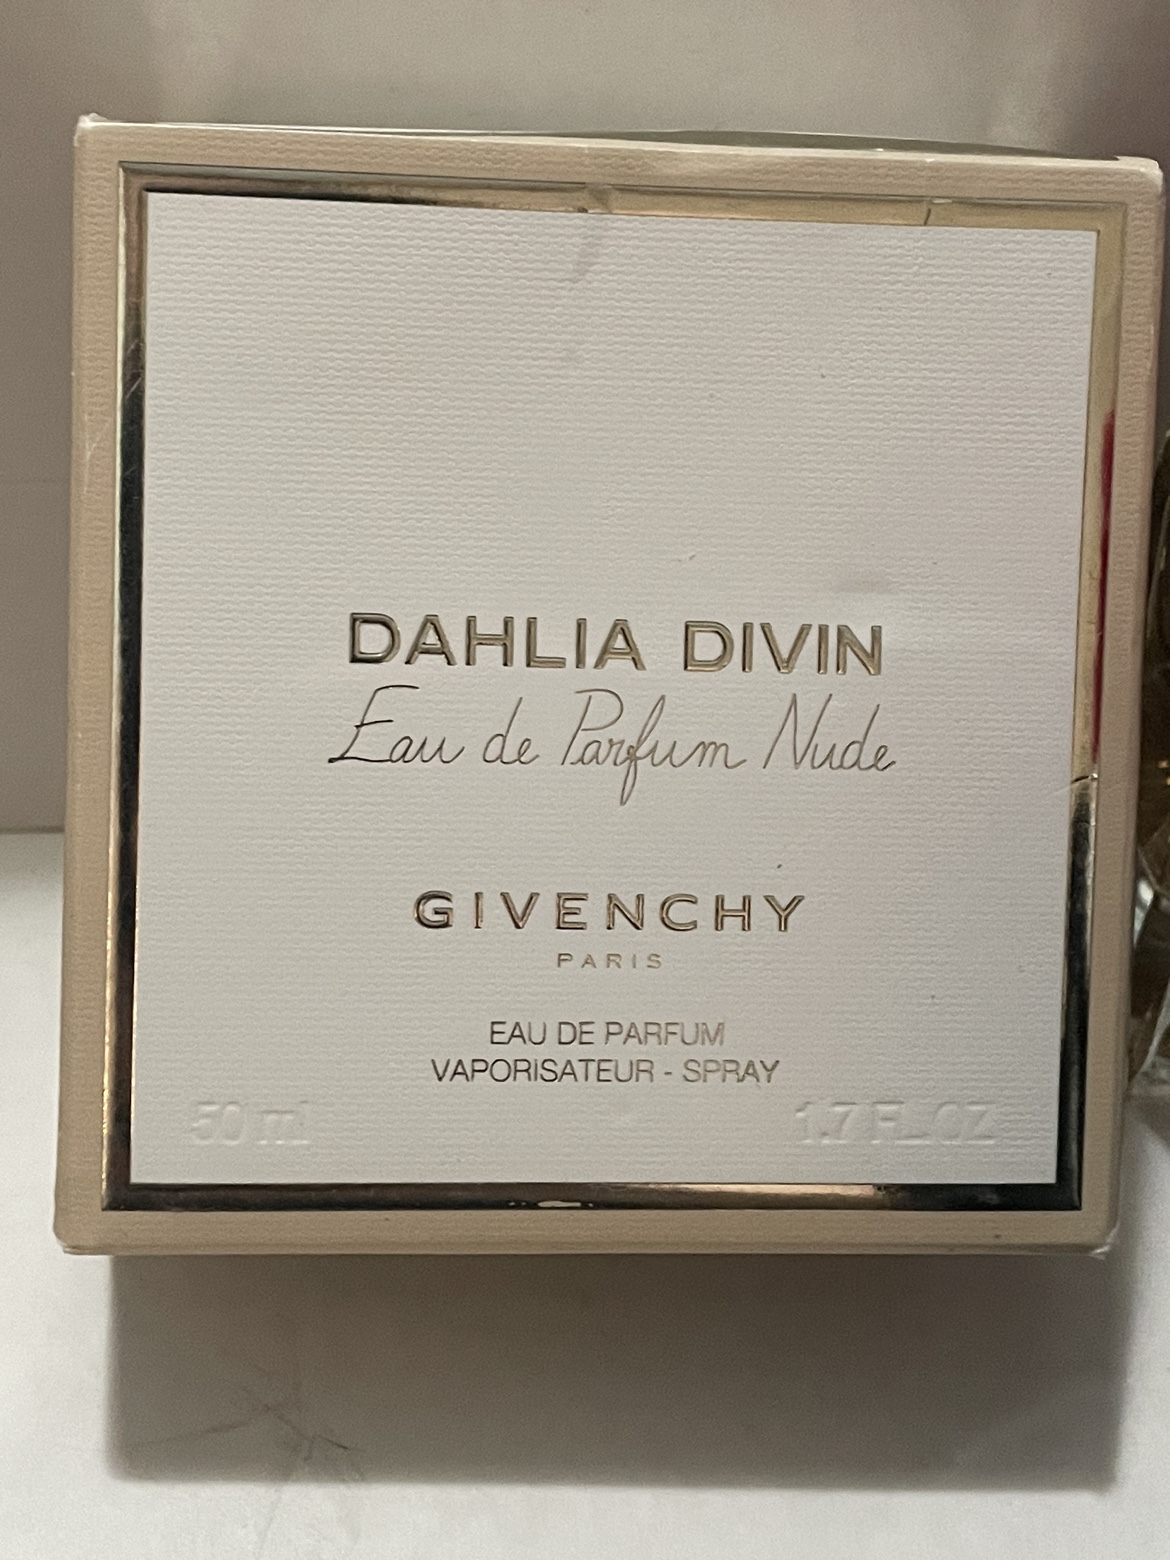 DAHLIA DIVIN
Eau de Parfum Nude
GIVENCHY
PARIS
EAU DE PARFUM
VAPORISATEUR - SPRAY
50 ml 1.7 FL.OZ